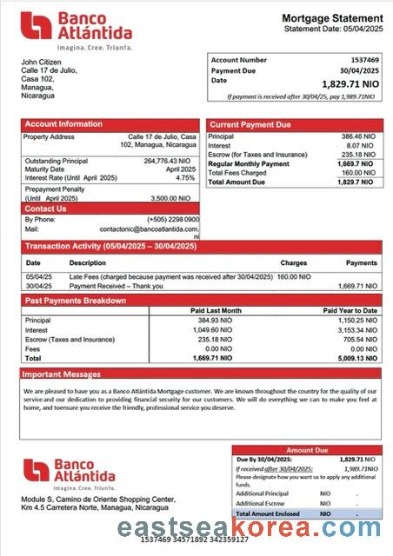 Banco
Atlántida
Imagina. Cree. Triunfa.
Mortgage Statement
Statement Date: 05/04/2025
John Citizen
Calle 17 de Julio,
Casa 102,
Managua,
Nicaragua
Account Number 1537469
Payment Due 30/04/2025
Date 1,829.71 NIO
If payment is received after 30/04/25, pay 1,989.71NIO
Account Information
Property Address Calle 17 de Julio, Casa
102, Managua, Nicaragua
Outstanding Principal 264,776.43 NIO
Maturity Date April 2025
Interest Rate (Until April 2025) 4.75%
Prepayment Penalty
(Until April 2025) 3,500.00 NIO
Contact Us
By Phone: (+505) 2298 0900
Mail: contactonic@bancoatlantida.
ni
Current Payment Due
Principal 386.46 NIO
Interest 8.07 NIO
Escrow (for Taxes and Insurance) 235.18 NIO
Regular Monthly Payment 1,669.7 NIO
Total Fees Charged 160.00 NIO
Total Amount Due 1,829.7 NIO
Transaction Activity (05/04/2025 – 30/04/2025)
Date Description Charges Payments
05/04/25 Late Fees (charged because payment was received after 30/04/2025) 160.00 NIO
30/04/25 Payment Received – Thank you 1,669.71 NIO
Past Payments Breakdown
Paid Last Month Paid Year to Date
Principal 384.93 NIO 1,150.25 NIO
Interest 1,049.60 NIO 3,153.34 NIO
Escrow (Taxes and Insurance) 235.18 NIO 705.54 NIO
Fees 0.00 NIO 0.00 NIO
Total 1,669.71 NIO 5,009.13 NIO
Important Messages
We are pleased to have you as a Banco Atlántida Mortgage customer. We are known throughout the country for the quality of our
service and our dedication to providing financial security for our customers. We will do everything we can to make you feel at
home, and toensure you receive the friendly, professional service you deserve.
Banco
Atlántida
Imagina. Cree. Triunfa.
Module S, Camino de Oriente Shopping Center,
Km 4.5 Carretera Norte, Managua, Nicaragua
Amount Due
Due By 30/04/2025: 1,829.71 NIO
If received after 30/04/2025: 1,989.71NIO
Please designate how you want us to apply any additional
funds.
Additional Principal NIO -
Additional Escrow NIO -
Total Amount Enclosed NIO -
eastseakorea.com
1537469 34571892 342359127